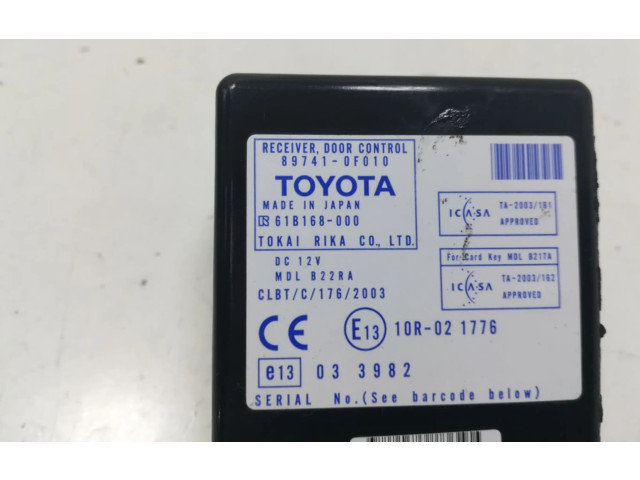 RECEIVER, DOOR CONTROL
89741-0F010
TOYOTA
MADE IN JAPAN
61B168-000
TOKAI RIKA CO., LTD.
DC 12V
MDL B22RA
CLBT/C/176/2003
ICASA
TA-2003/161
APPROVED
For Card Key MDL B21TA
ICASA
TA-2003/162
APPROVED
CE
E13 10R-02 1776
e13 03 3982
SERIAL No.(See barcode below)